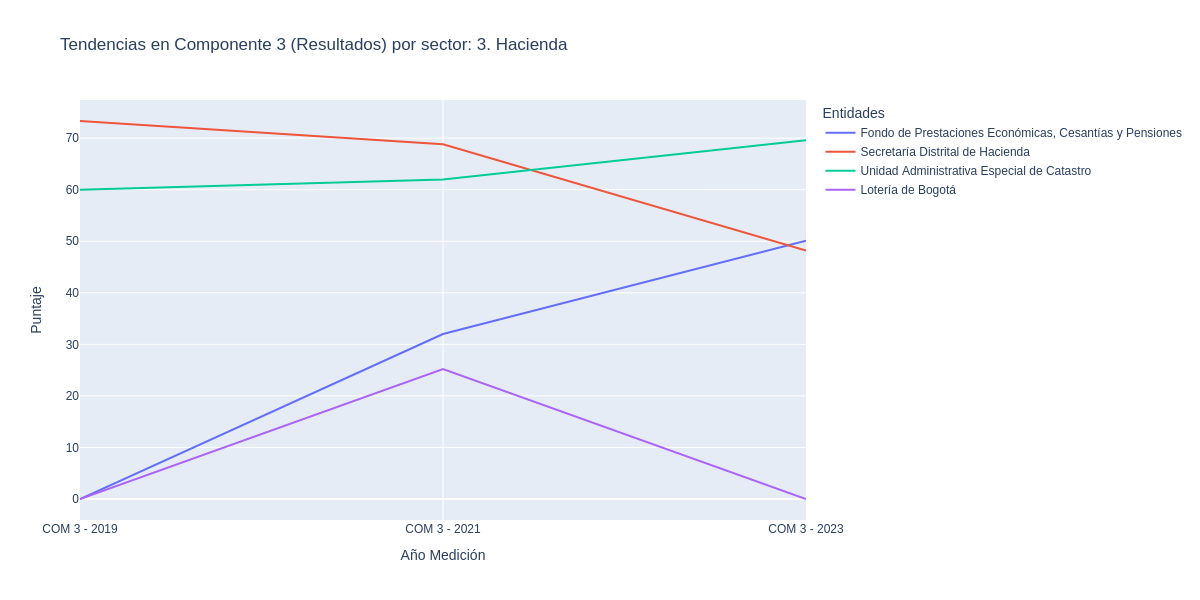 Tendencias en Componente 3 (Resultados) por sector: 3. Hacienda
Entidades
Fondo de Prestaciones Económicas, Cesantías y Pensiones
Secretaría Distrital de Hacienda
Unidad Administrativa Especial de Catastro
Lotería de Bogotá
Puntaje
70
60
50
40
30
20
10
0
COM 3 - 2019
COM 3 - 2021
COM 3 - 2023
Año Medición